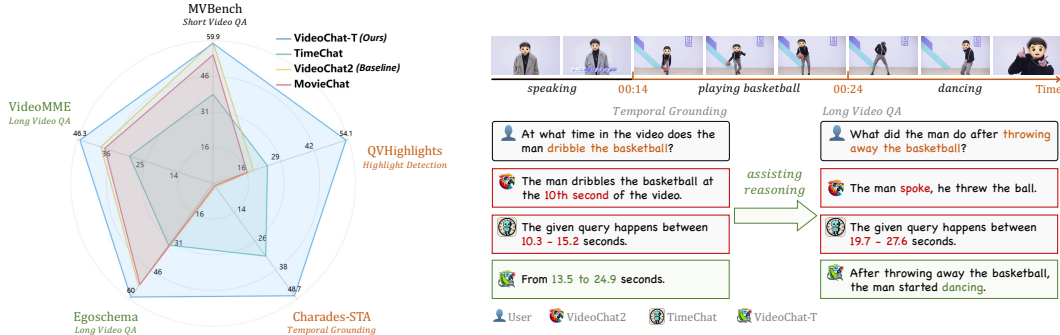 MVBench
Short Video QA
59.9
VideoChat-T (Ours)
TimeChat
VideoChat2 (Baseline)
MovieChat
46
31
16
VideoMME
Long Video QA
46.3
36
25
14
54.1
42
29
16
QVHighlights
Highlight Detection
16
31
46
60
14
26
38
48.7
Egoschema
Long Video QA
Charades-STA
Temporal Grounding
speaking
00:14
playing basketball
00:24
dancing
Time
Temporal Grounding
At what time in the video does the
man dribble the basketball?
The man dribbles the basketball at
the 10th second of the video.
The given query happens between
10.3 - 15.2 seconds.
From 13.5 to 24.9 seconds.
assisting
reasoning
Long Video QA
What did the man do after throwing
away the basketball?
The man spoke, he threw the ball.
The given query happens between
19.7 - 27.6 seconds.
After throwing away the basketball,
the man started dancing.
User
VideoChat2
TimeChat
VideoChat-T